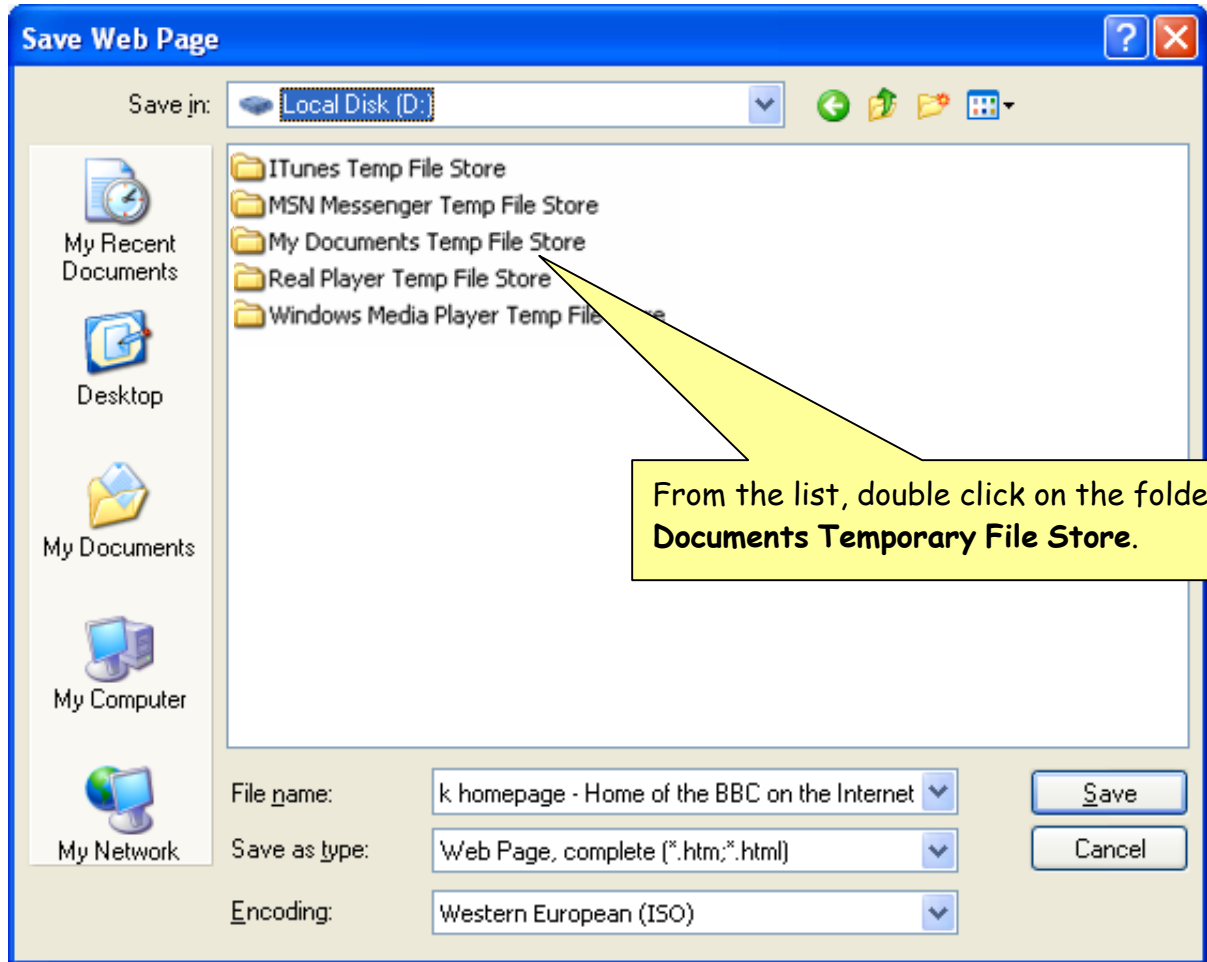 Save Web Page
Save in:
Local Disk (D:)
ITunes Temp File Store
MSN Messenger Temp File Store
My Documents Temp File Store
Real Player Temp File Store
Windows Media Player Temp File Store
My Recent
Documents
Desktop
My Documents
My Computer
My Network
From the list, double click on the folde
Documents Temporary File Store.
File name:
k homepage - Home of the BBC on the Internet
Save
Save as type:
Web Page, complete (*.htm;*.html)
Cancel
Encoding:
Western European (ISO)